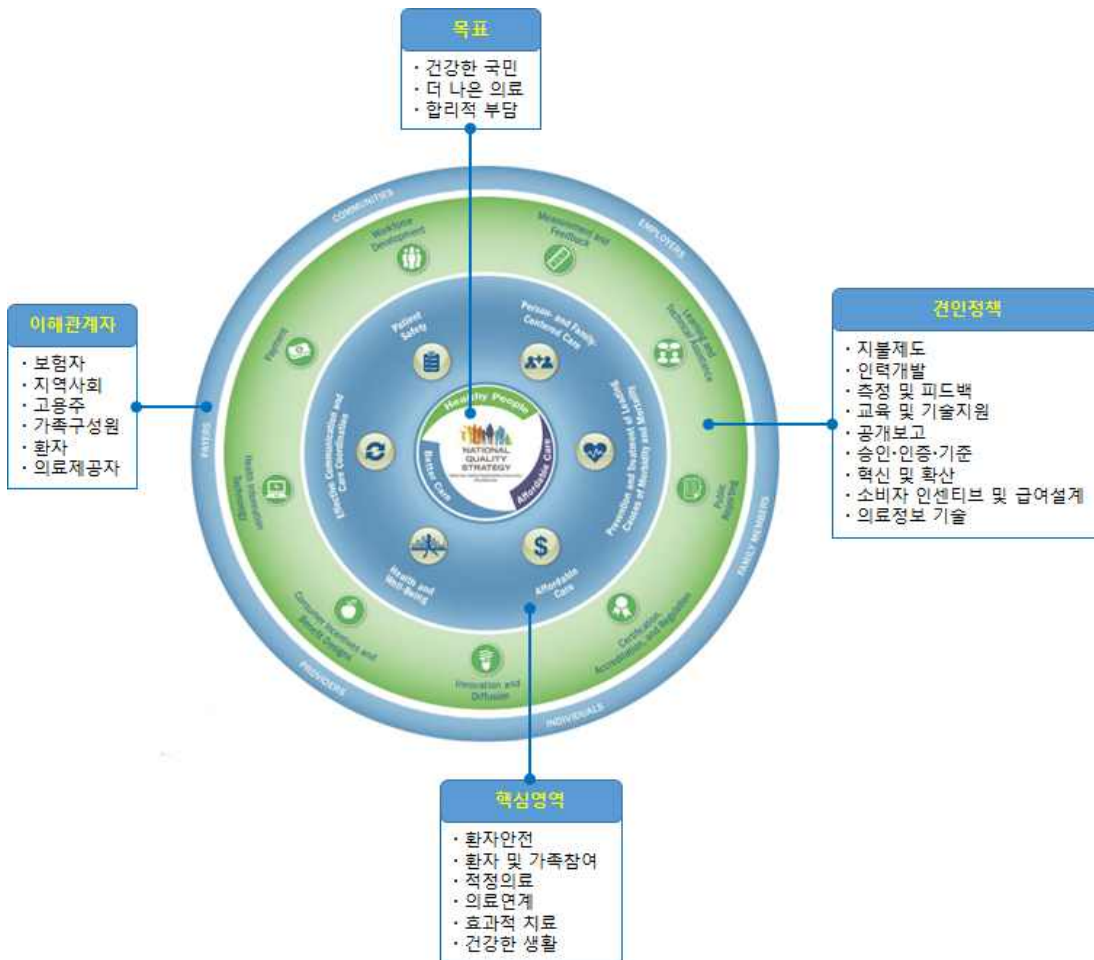 목표
· 건강한 국민
· 더 나은 의료
· 합리적 부담
이해관계자
· 보험자
· 지역사회
· 고용주
· 가족구성원
· 환자
· 의료제공자
COMMUNITIES
EMPLOYERS
FAMILY MEMBERS
INDIVIDUALS
PROVIDERS
PAYERS
Workforce
Development
Measurement and
Feedback
Learning and
Technical Assistance
Public
Reporting
Certification,
Accreditation, and Regulation
Innovation and
Diffusion
Consumer Incentives and
Benefit Designs
Health Information
Technology
Payment
Patient
Safety
Person- and Family-
Centered Care
Prevention and Treatment of Leading
Causes of Morbidity and Mortality
Affordable
Care
$
Health and
Well-Being
Effective Communication and
Care Coordination
Healthy People
Affordable Care
Better Care
NATIONAL
QUALITY
STRATEGY
견인정책
· 지불제도
· 인력개발
· 측정 및 피드백
· 교육 및 기술지원
· 공개보고
· 승인·인증·기준
· 혁신 및 확산
· 소비자 인센티브 및 급여설계
· 의료정보 기술
핵심영역
· 환자안전
· 환자 및 가족참여
· 적정의료
· 의료연계
· 효과적 치료
· 건강한 생활